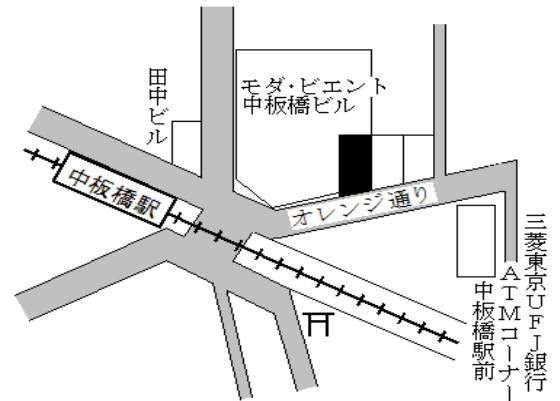 田中ビル
モダ・ビエント
中板橋ビル
中板橋駅
オレンジ通り
三菱東京UFJ銀行
ATMコーナー
中板橋駅前